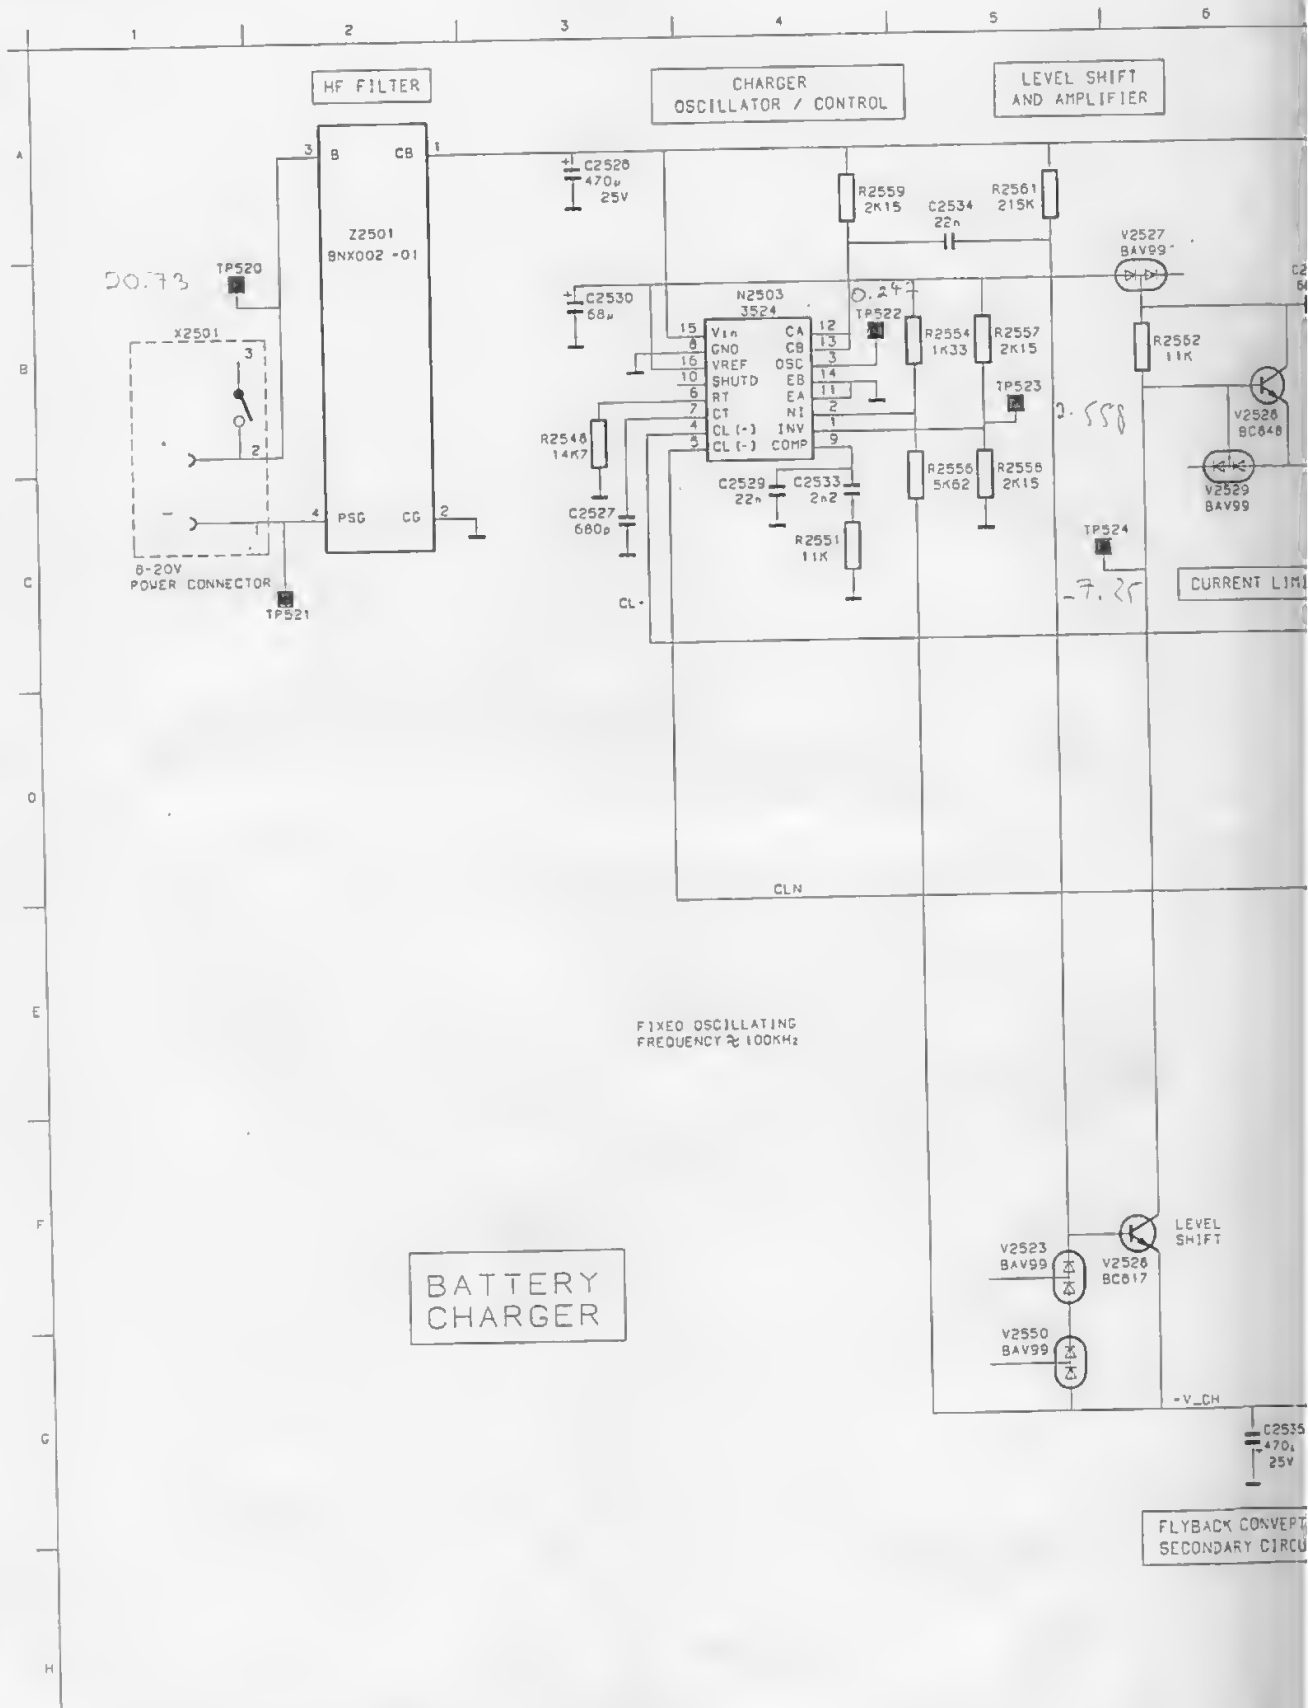 1 2 3 4 5 6
HF FILTER
CHARGER
OSCILLATOR / CONTROL
LEVEL SHIFT
AND AMPLIFIER
A
3 B CB 1
Z2501
BNX002 -01
+ C2528
470µ
25V
R2559
2K15
C2534
22n
R2561
215K
V2527
BAV99
TP520
X2501
3
2
1
4 PSG CG 2
-
8-20V
POWER CONNECTOR
TP521
B
+ C2530
68µ
N2503
3524
0.247
TP522
15 Vin CA 12
8 GND CB 13
16 VREF OSC 3
10 SHUTD EB 14
6 RT EA 11
7 CT NI 2
4 CL(-) INV 1
5 CL(-) COMP 9
R2554
1K33
R2557
2K15
TP523
R2562
11K
V2528
BC848
V2529
BAV99
R2548
14K7
C2527
680p
C2529
22n
C2533
2n2
R2551
11K
R2556
5K62
R2558
2K15
TP524
-7.25
C
CURRENT LIMI
CL-
D
CLN
E
FIXED OSCILLATING
FREQUENCY ≈ 100KHz
F
BATTERY
CHARGER
V2523
BAV99
V2526
BC817
LEVEL
SHIFT
V2550
BAV99
-V_CH
G
C2535
470µ
25V
FLYBACK CONVERT
SECONDARY CIRCU
H